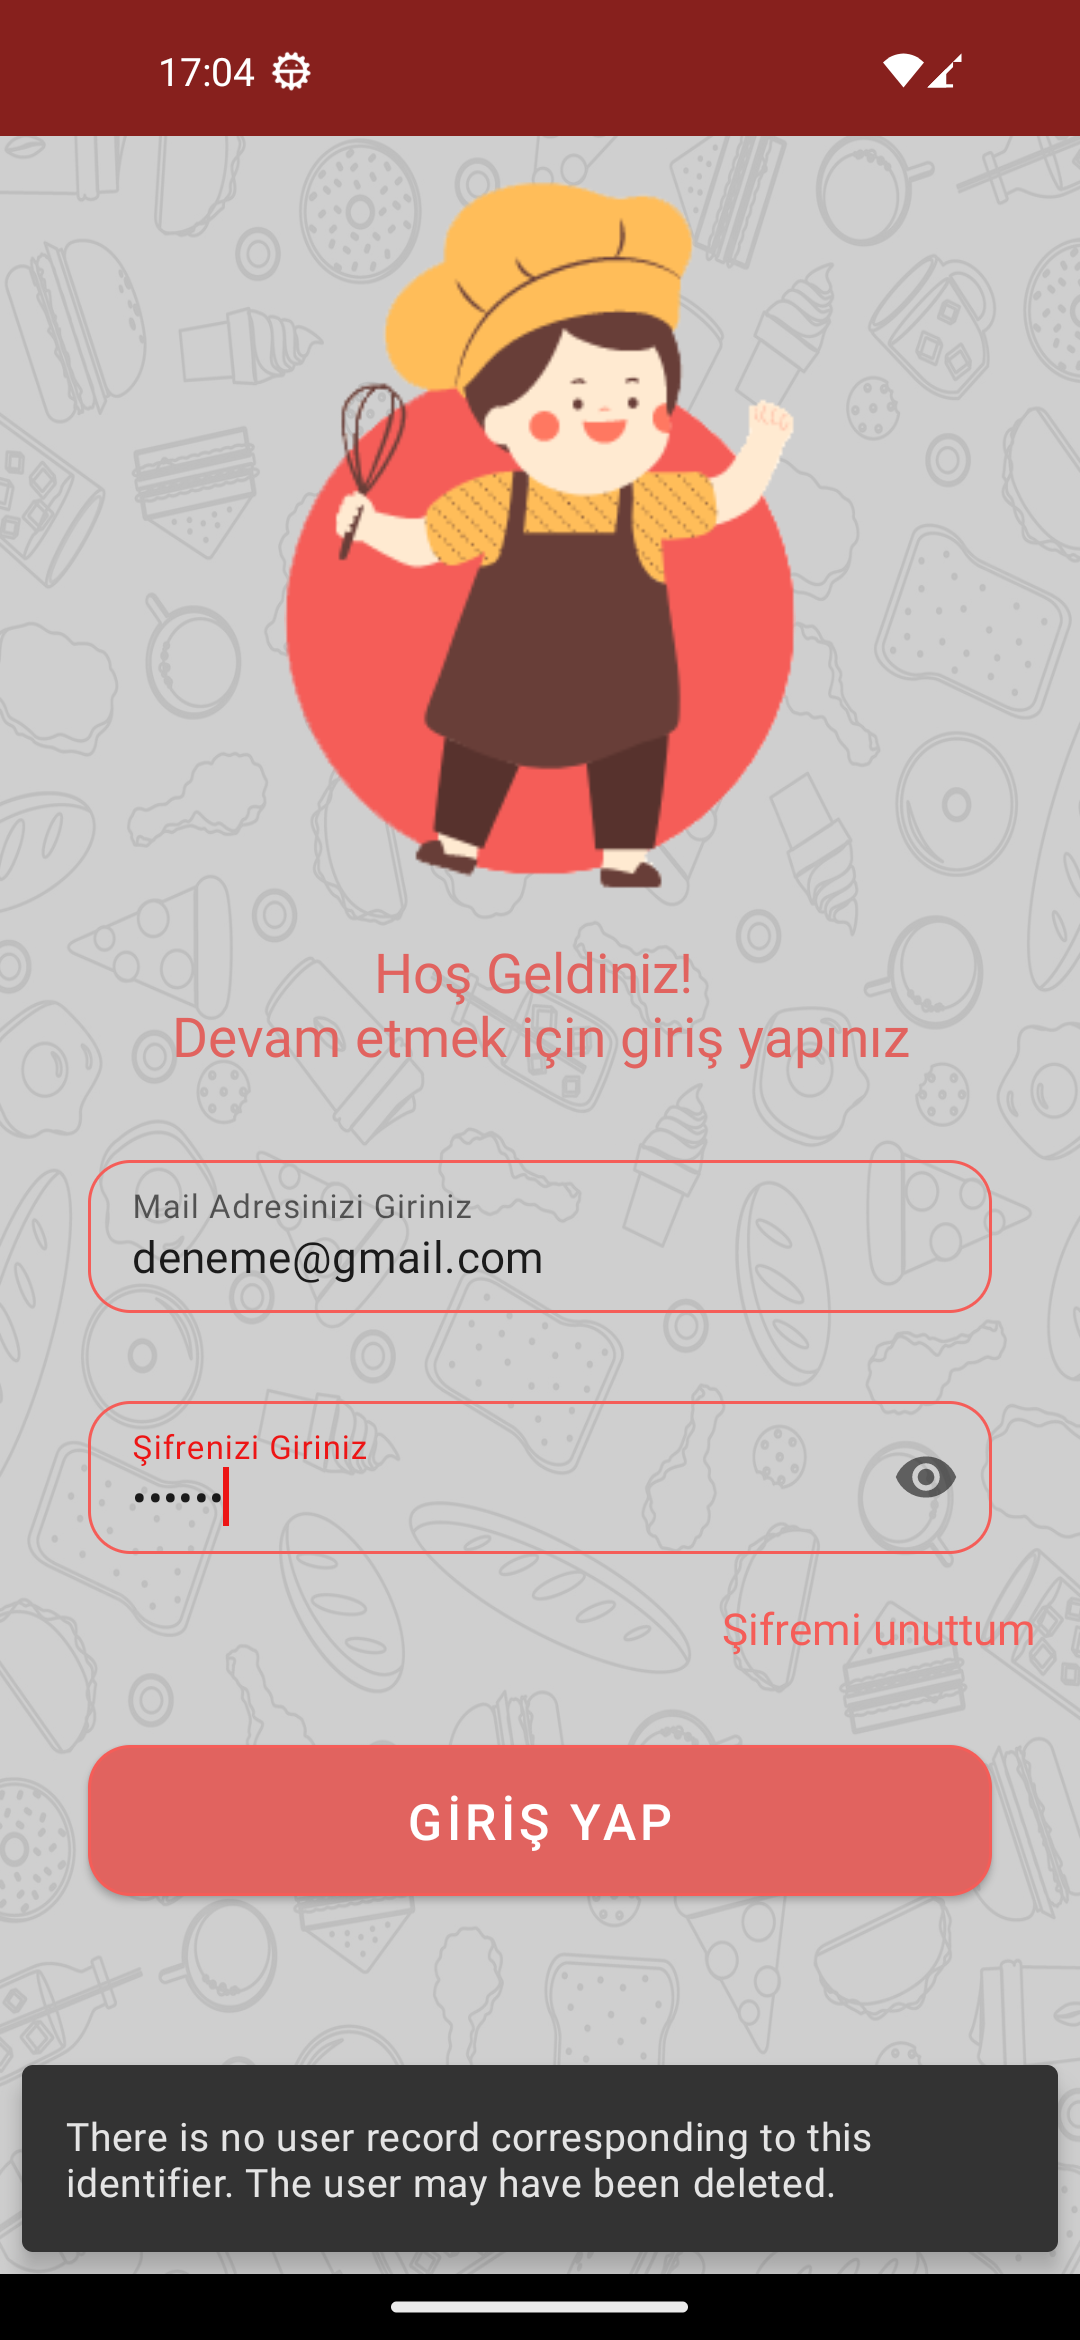 17:04
Hoş Geldiniz!
Devam etmek için giriş yapınız
Mail Adresinizi Giriniz
deneme@gmail.com
Şifrenizi Giriniz
••••••
Şifremi unuttum
GİRİŞ YAP
There is no user record corresponding to this
identifier. The user may have been deleted.